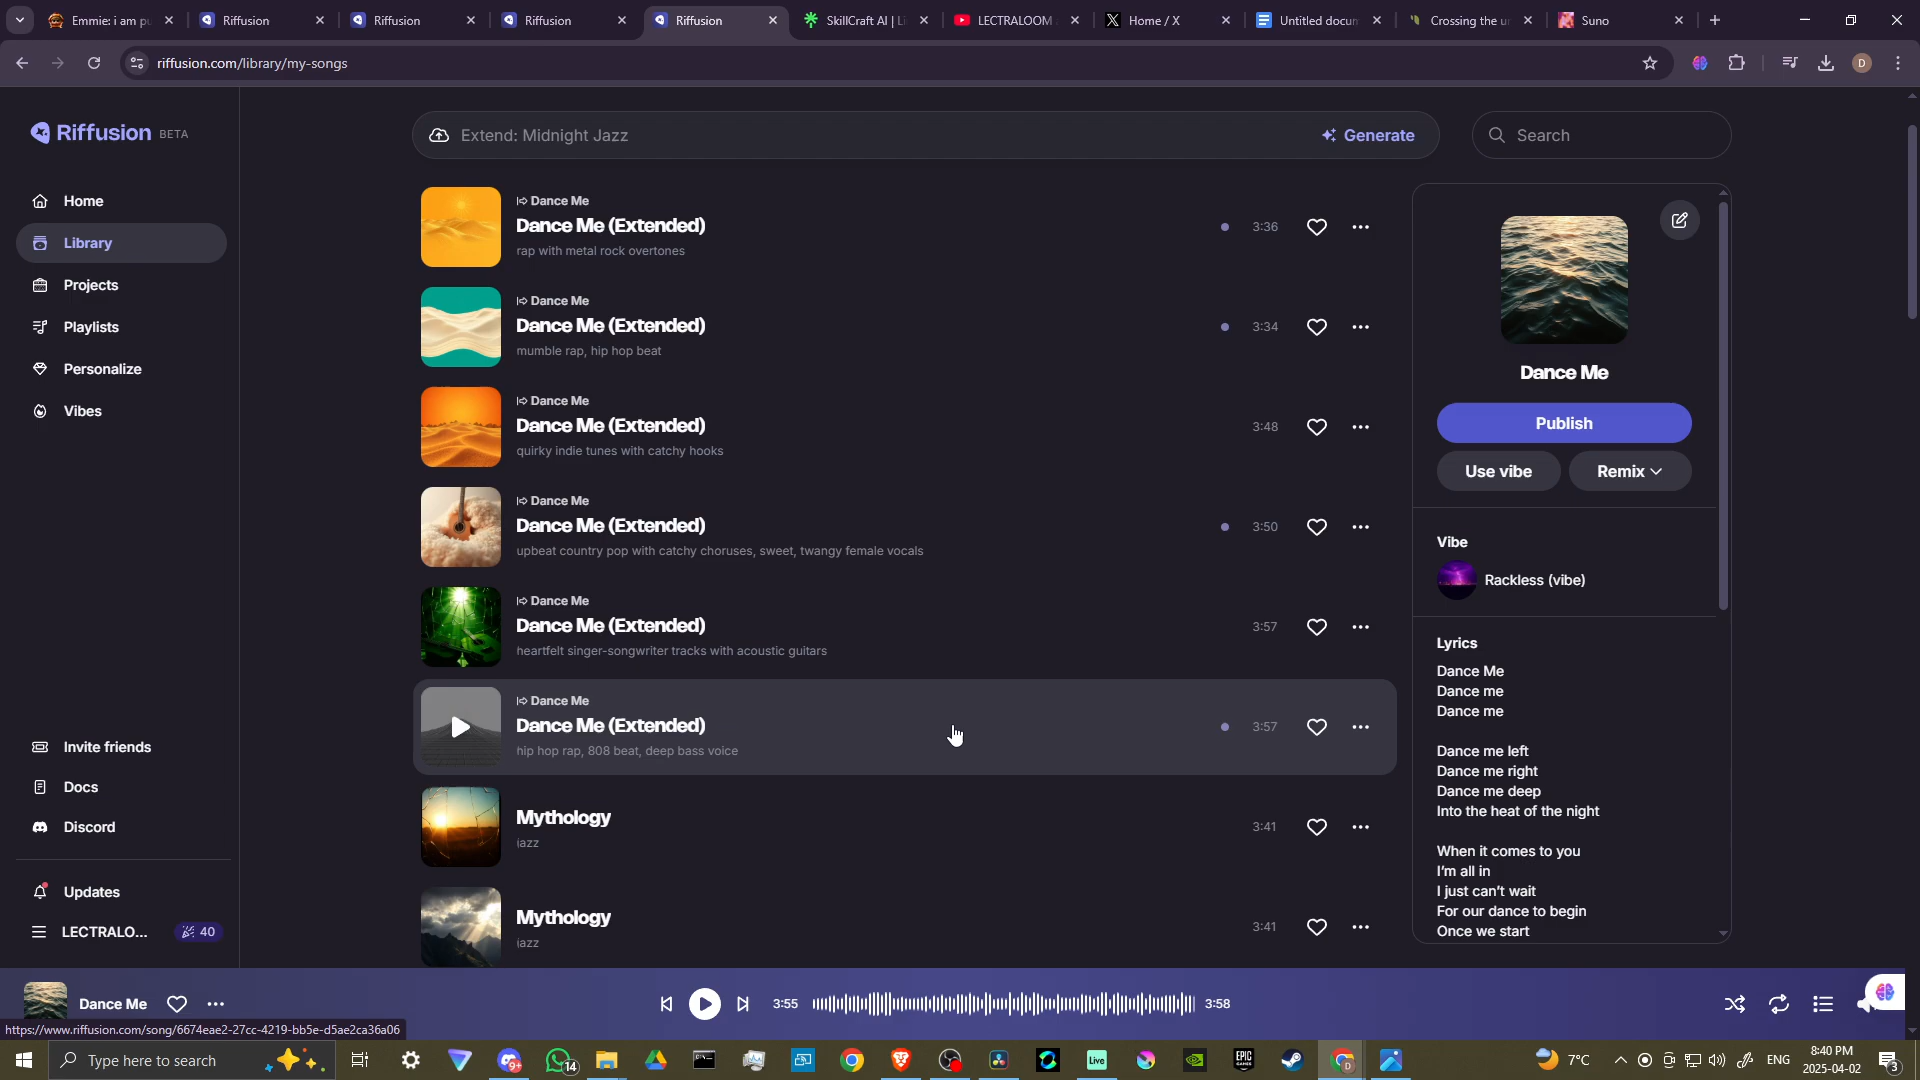 Emmie: i am pu
Riffusion
Riffusion
Riffusion
Riffusion
SkillCraft AI | Li
LECTRALOOM
Home / X
Untitled docum
Crossing the u
Suno
riffusion.com/library/my-songs
D
Riffusion BETA
Extend: Midnight Jazz
Generate
Search
Home
Library
Projects
Playlists
Personalize
Vibes
Invite friends
Docs
Discord
Updates
LECTRALO...
40
Dance Me
Dance Me (Extended)
rap with metal rock overtones
3:36
Dance Me
Dance Me (Extended)
mumble rap, hip hop beat
3:34
Dance Me
Dance Me (Extended)
quirky indie tunes with catchy hooks
3:48
Dance Me
Dance Me (Extended)
upbeat country pop with catchy choruses, sweet, twangy female vocals
3:50
Dance Me
Dance Me (Extended)
heartfelt singer-songwriter tracks with acoustic guitars
3:57
Dance Me
Dance Me (Extended)
hip hop rap, 808 beat, deep bass voice
3:57
Mythology
jazz
3:41
Mythology
jazz
3:41
Dance Me
Publish
Use vibe
Remix
Vibe
Rackless (vibe)
Lyrics
Dance Me
Dance me
Dance me
Dance me left
Dance me right
Dance me deep
Into the heat of the night
When it comes to you
I'm all in
I just can't wait
For our dance to begin
Once we start
Dance Me
3:55
3:58
https://www.riffusion.com/song/6674eae2-27cc-4219-bb5e-d5ae2ca36a06
Type here to search
9+
14
Live
EPIC GAMES
D
7°C
ENG
8:40 PM
2025-04-02
3